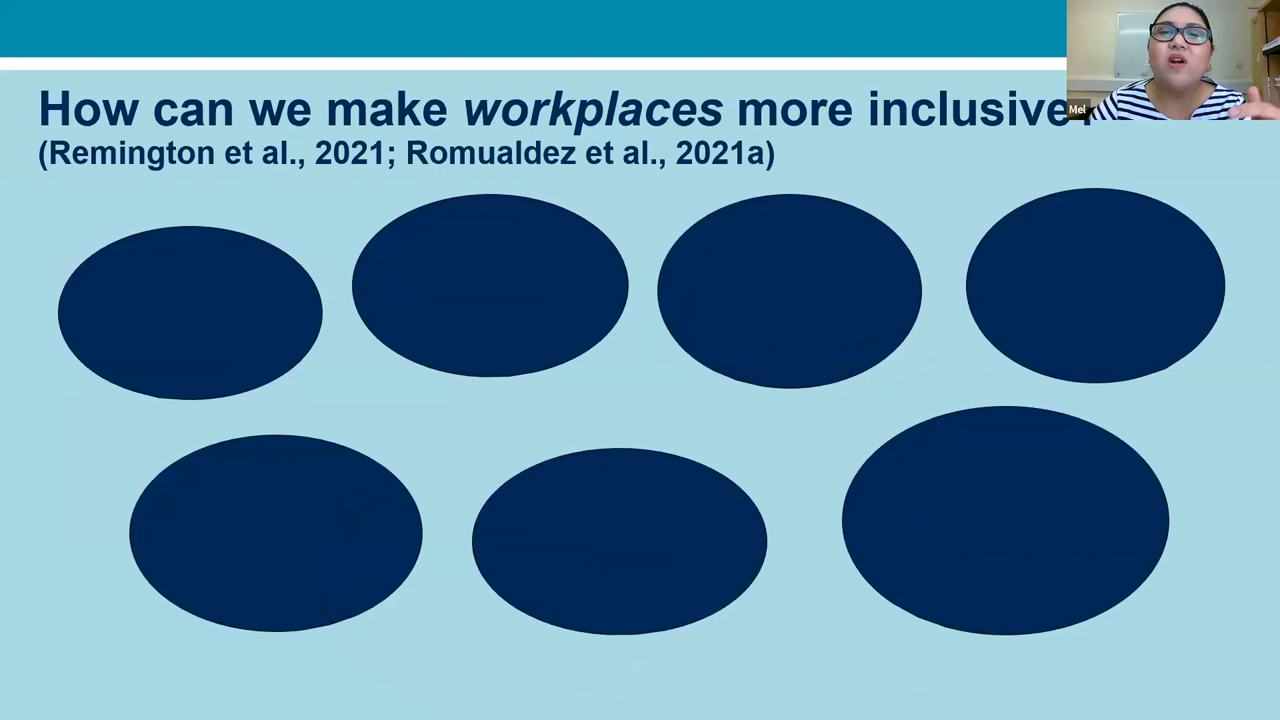 How can we make workplaces more inclusive?
(Remington et al., 2021; Romualdez et al., 2021a)
Mel